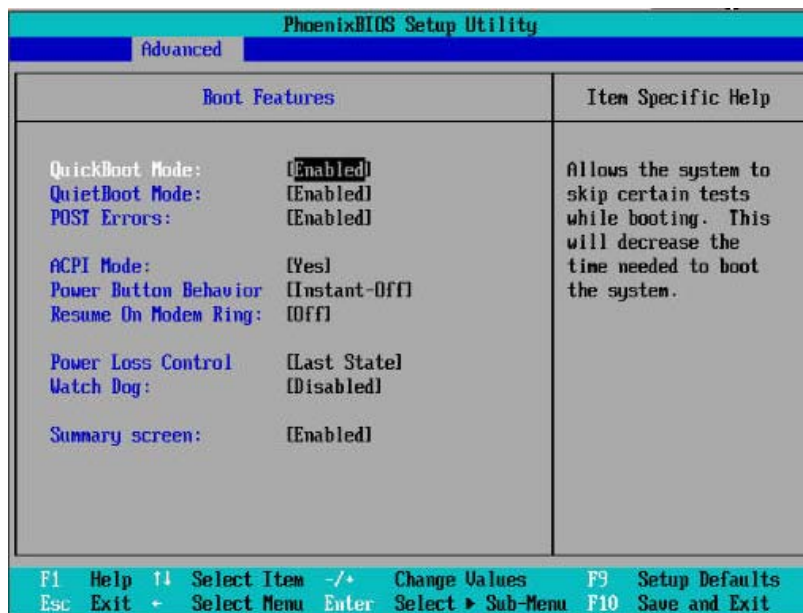 PhoenixBIOS Setup Utility
Advanced
Boot Features
QuickBoot Mode: [Enabled]
QuietBoot Mode: [Enabled]
POST Errors: [Enabled]
ACPI Mode: [Yes]
Power Button Behavior [Instant-Off]
Resume On Modem Ring: [Off]
Power Loss Control [Last State]
Watch Dog: [Disabled]
Summary screen: [Enabled]
Item Specific Help
Allows the system to
skip certain tests
while booting. This
will decrease the
time needed to boot
the system.
F1 Help ↑↓ Select Item -/+ Change Values F9 Setup Defaults
Esc Exit ← Select Menu Enter Select ▶ Sub-Menu F10 Save and Exit